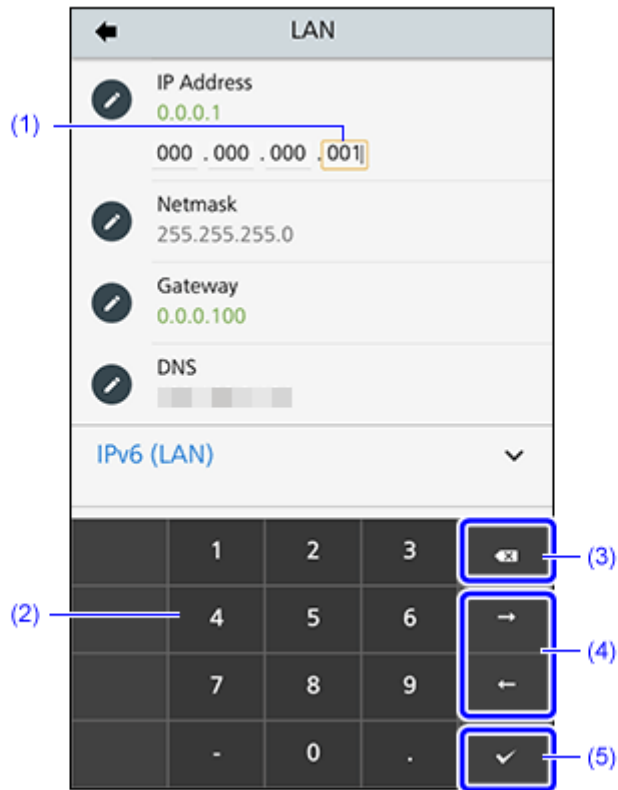 LAN
IP Address
0.0.0.1
(1)
000 . 000 . 000 . 001
Netmask
255.255.255.0
Gateway
0.0.0.100
DNS
IPv6 (LAN)
1 2 3
(3)
(2)
4 5 6 →
(4)
7 8 9 ←
- 0 .
(5)